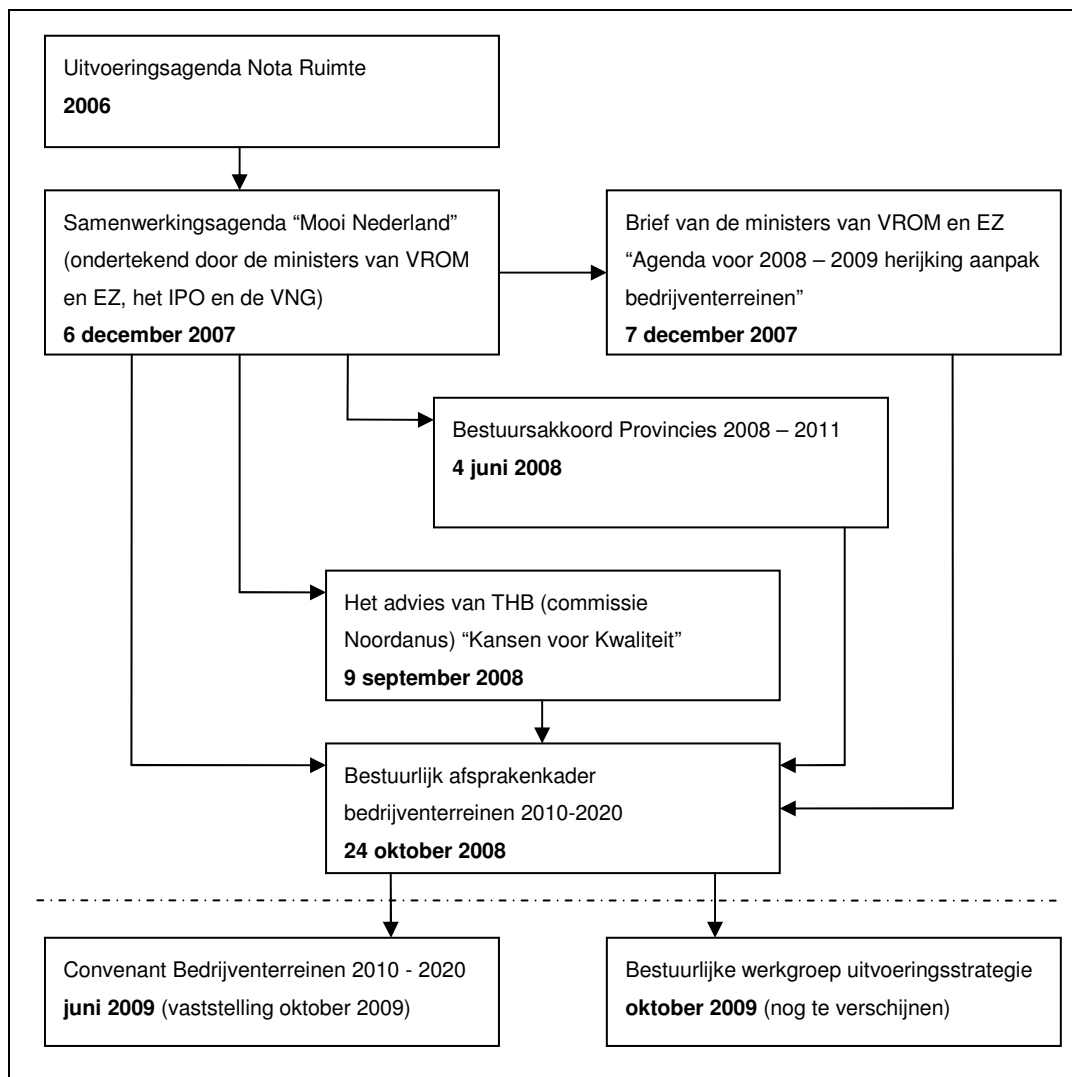 Uitvoeringsagenda Nota Ruimte
2006
Samenwerkingsagenda “Mooi Nederland”
(ondertekend door de ministers van VROM
en EZ, het IPO en de VNG)
6 december 2007
Brief van de ministers van VROM en EZ
“Agenda voor 2008 – 2009 herijking aanpak
bedrijventerreinen”
7 december 2007
Bestuursakkoord Provincies 2008 – 2011
4 juni 2008
Het advies van THB (commissie
Noordanus) “Kansen voor Kwaliteit”
9 september 2008
Bestuurlijk afsprakenkader
bedrijventerreinen 2010-2020
24 oktober 2008
Convenant Bedrijventerreinen 2010 - 2020
juni 2009 (vaststelling oktober 2009)
Bestuurlijke werkgroep uitvoeringsstrategie
oktober 2009 (nog te verschijnen)